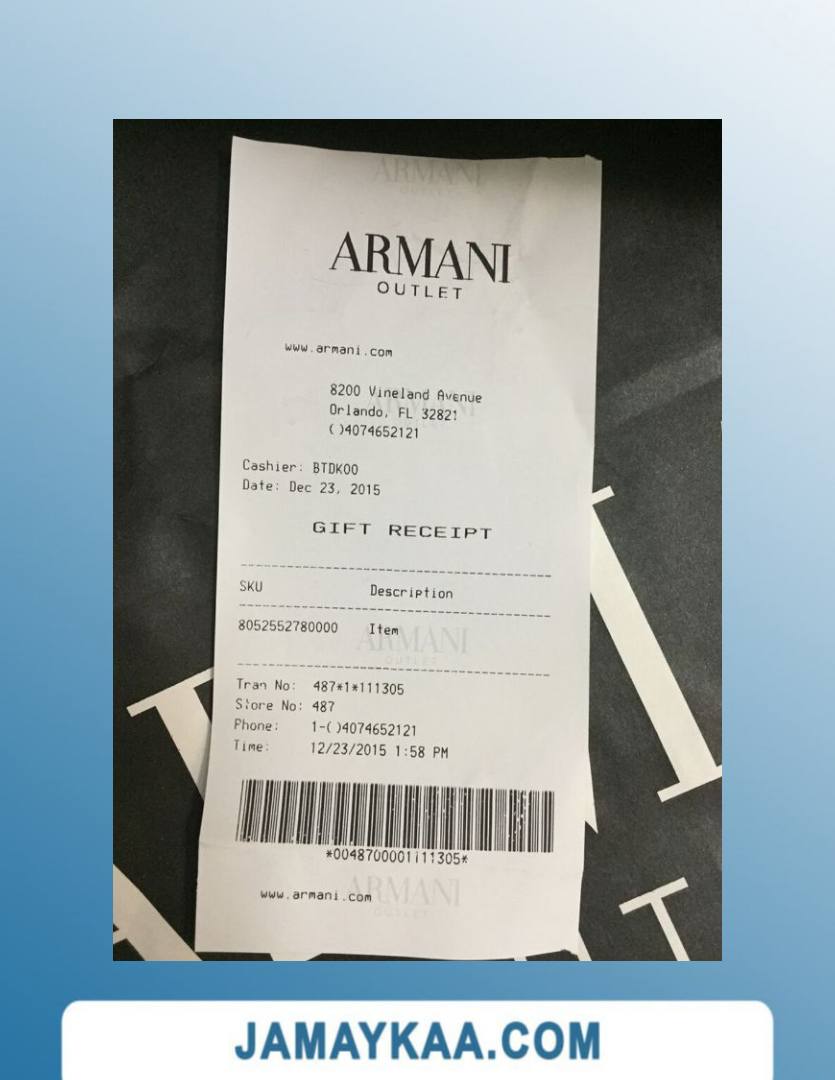 ARMANI
OUTLET
ARMANI
OUTLET
www.armani.com
8200 Vineland Avenue
Orlando, FL 32821
( )4074652121
Cashier: BTDK00
Date: Dec 23, 2015
GIFT RECEIPT
SKU Description
8052552780000 Item
ARMANI
OUTLET
Tran No: 487*1*111305
Store No: 487
Phone: 1-( )4074652121
Time: 12/23/2015 1:58 PM
*0048700001111305*
www.armani.com
ARMANI
OUTLET
JAMAYKAA.COM